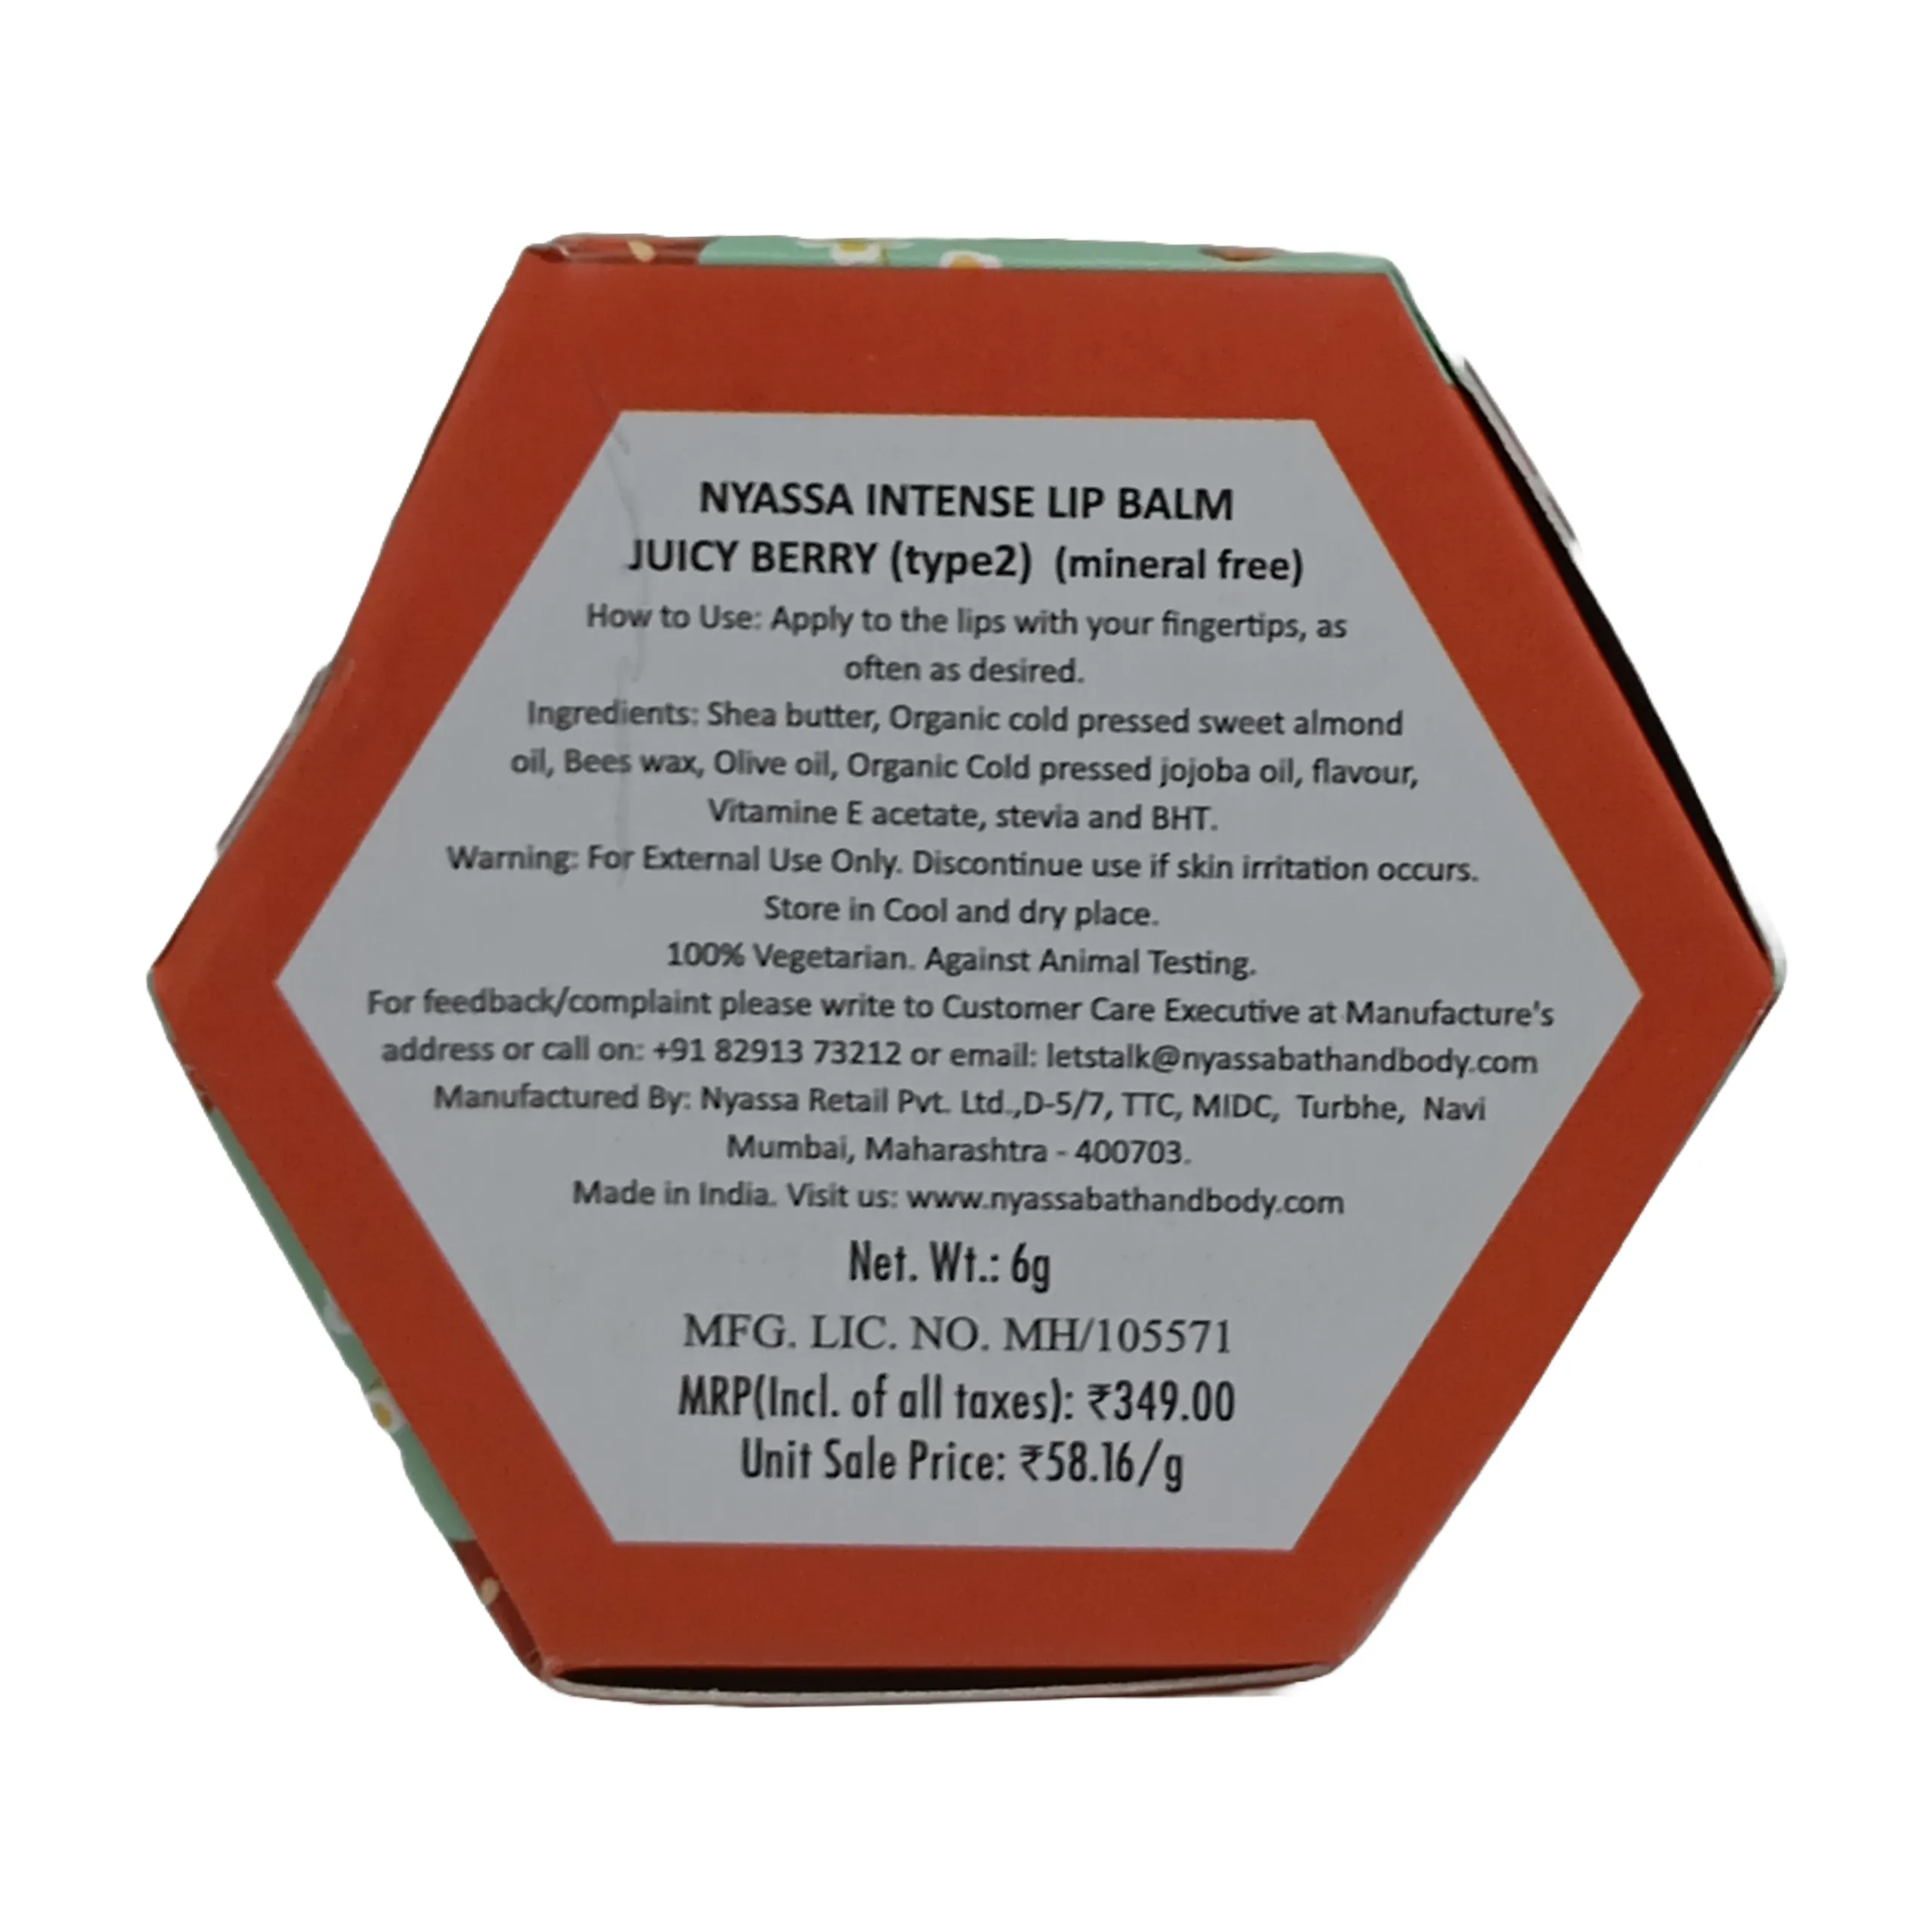 NYASSA INTENSE LIP BALM
JUICY BERRY (type2) (mineral free)
How to Use: Apply to the lips with your fingertips, as
often as desired.
Ingredients: Shea butter, Organic cold pressed sweet almond
oil, Bees wax, Olive oil, Organic Cold pressed jojoba oil, flavour,
Vitamine E acetate, stevia and BHT.
Warning: For External Use Only. Discontinue use if skin irritation occurs.
Store in Cool and dry place.
100% Vegetarian. Against Animal Testing.
For feedback/complaint please write to Customer Care Executive at Manufacture's
address or call on: +91 82913 73212 or email: letstalk@nyassabathandbody.com
Manufactured By: Nyassa Retail Pvt. Ltd.,D-5/7, TTC, MIDC, Turbhe, Navi
Mumbai, Maharashtra - 400703.
Made in India. Visit us: www.nyassabathandbody.com
Net. Wt.: 6g
MFG. LIC. NO. MH/105571
MRP(Incl. of all taxes): ₹349.00
Unit Sale Price: ₹58.16/g